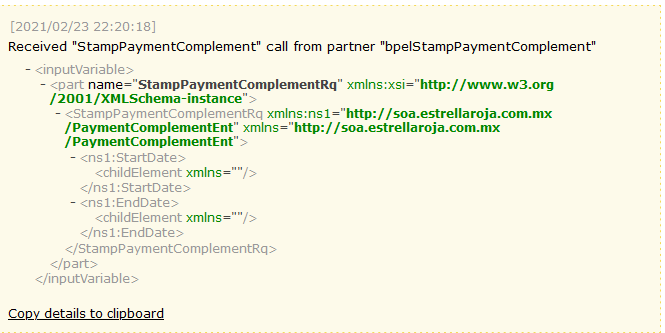 [2021/02/23 22:20:18]
Received "StampPaymentComplement" call from partner "bpelStampPaymentComplement"
- <inputVariable>
- <part name="StampPaymentComplementRq" xmlns:xsi="http://www.w3.org
/2001/XMLSchema-instance">
- <StampPaymentComplementRq xmlns:ns1="http://soa.estrellaroja.com.mx
/PaymentComplementEnt" xmlns="http://soa.estrellaroja.com.mx
/PaymentComplementEnt">
- <ns1:StartDate>
<childElement xmlns=""/>
</ns1:StartDate>
- <ns1:EndDate>
<childElement xmlns=""/>
</ns1:EndDate>
</StampPaymentComplementRq>
</part>
</inputVariable>
Copy details to clipboard